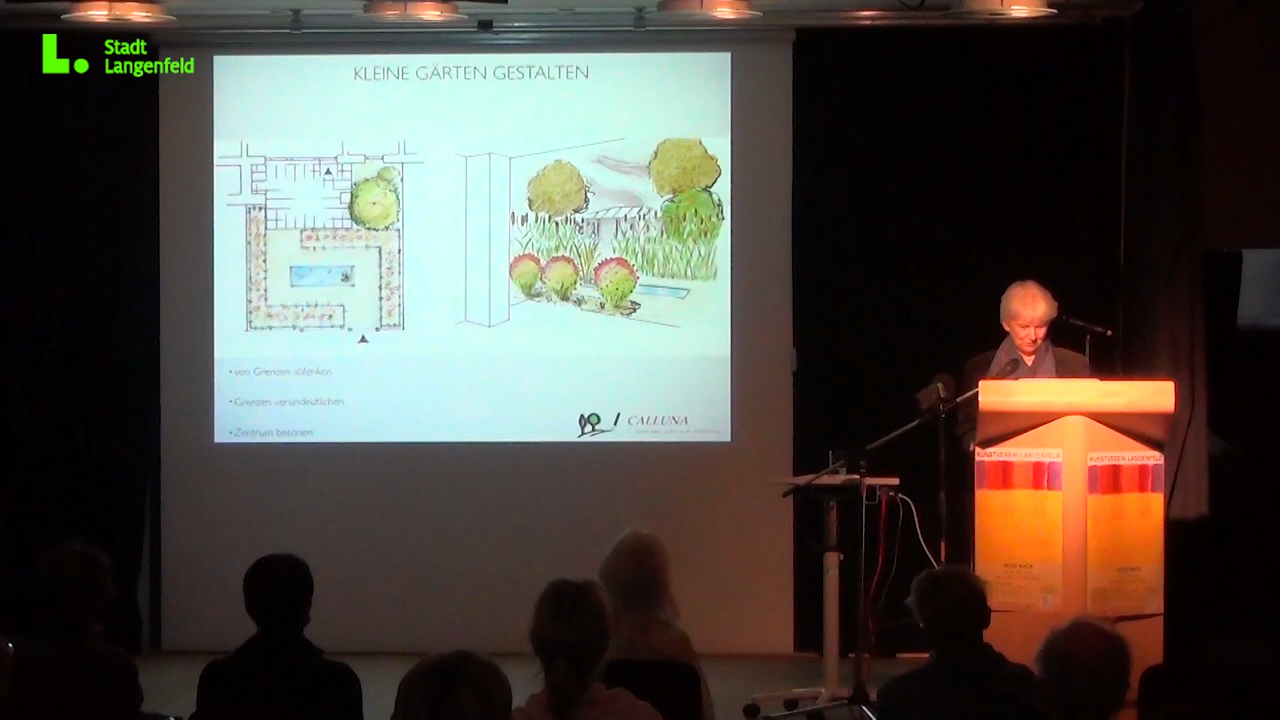 Stadt
Langenfeld
KLEINE GÄRTEN GESTALTEN
• von Grenzen ablenken
• Grenzen verundeutlichen
• Zentrum betonen
CALLUNA
KUNSTVEREIN LANGENFELD
KUNSTVEREIN LANGENFELD